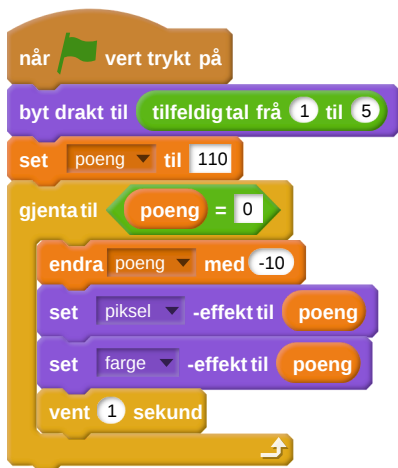 når vert trykt på
byt drakt til tilfeldig tal frå 1 til 5
set poeng til 110
gjenta til poeng = 0
endra poeng med -10
set piksel -effekt til poeng
set farge -effekt til poeng
vent 1 sekund